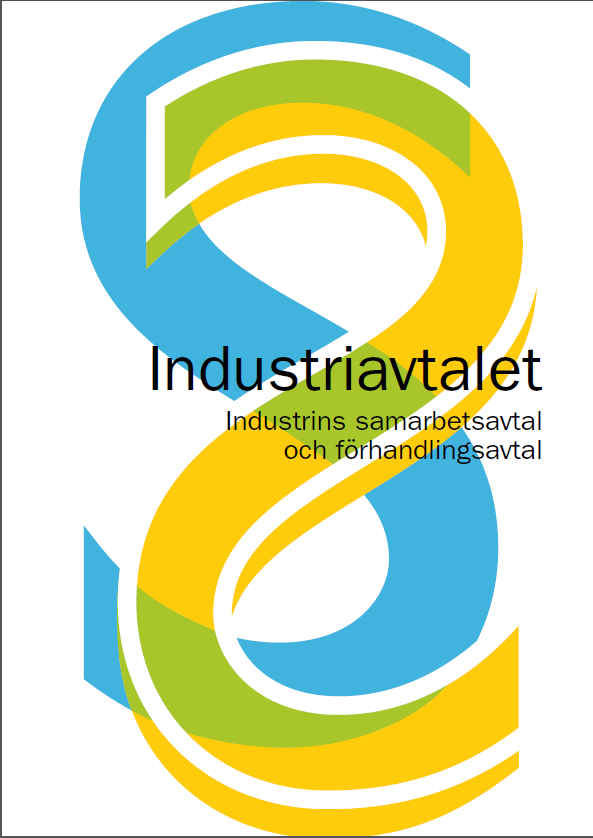 Industriavtalet
Industrins samarbetsavtal
och förhandlingsavtal